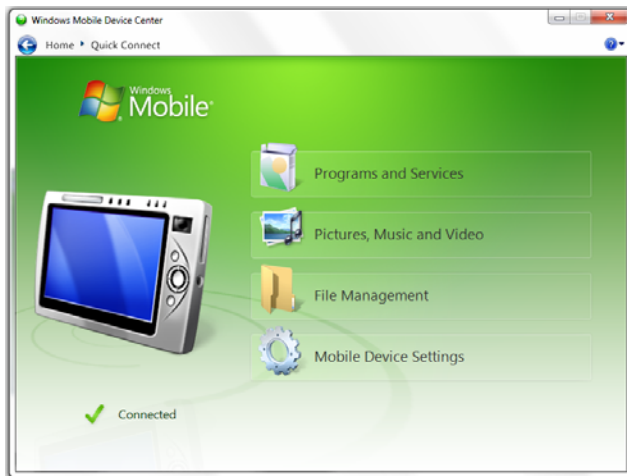 Windows Mobile Device Center
Home ▸ Quick Connect
Windows
Mobile®
Programs and Services
Pictures, Music and Video
File Management
Mobile Device Settings
Connected